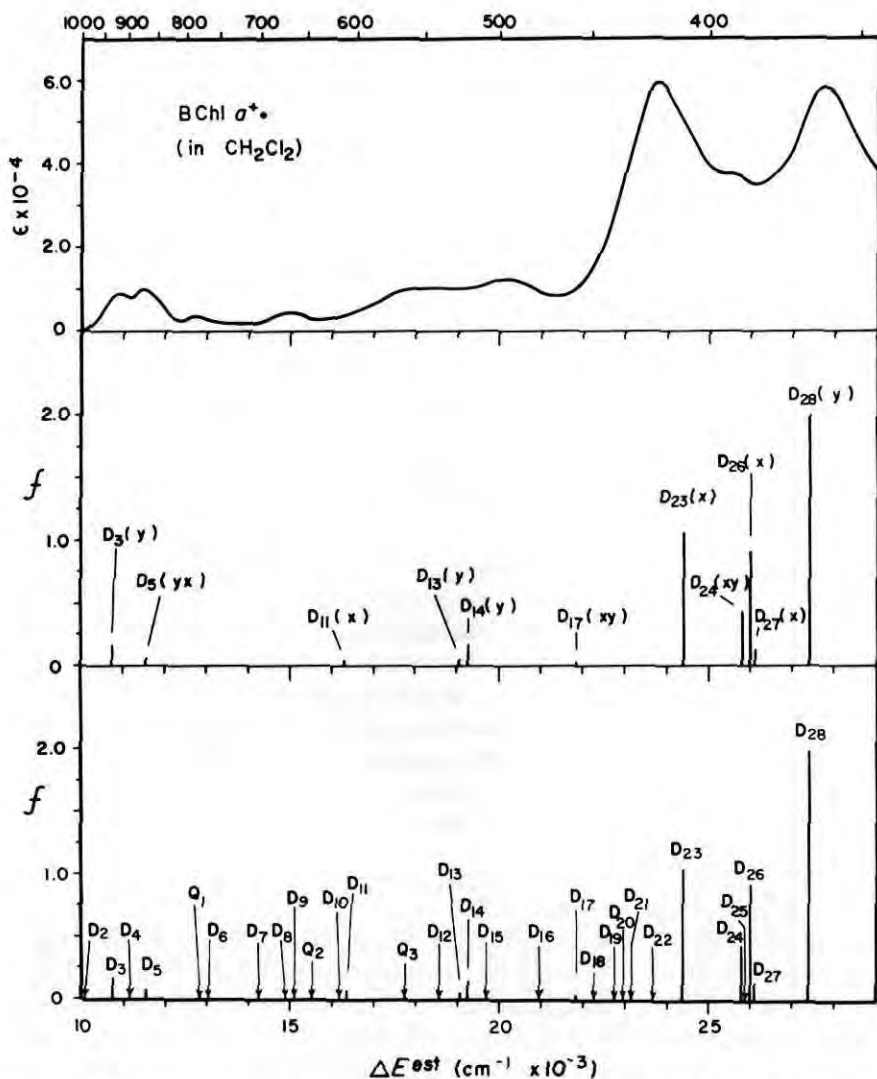 1000 900 800 700 600 500 400
6.0
BChl a+•
(in CH2Cl2)
4.0
ε x 10-4
2.0
0
2.0
D28(y)
D26(x)
D23(x)
f
1.0
D3(y)
D5(yx)
D13(y)
D14(y)
D11(x)
D17(xy)
D24(xy)
D27(x)
0
2.0
D28
f
1.0
D23
D26
D13
D11
D9
D10
Q1
D14
D17
D21
D20
D25
D2
D4
D6
D7
D8
Q2
Q3
D12
D15
D16
D19
D22
D24
D3
D5
D18
D27
0
10 15 20 25
ΔEest (cm-1 x10-3)